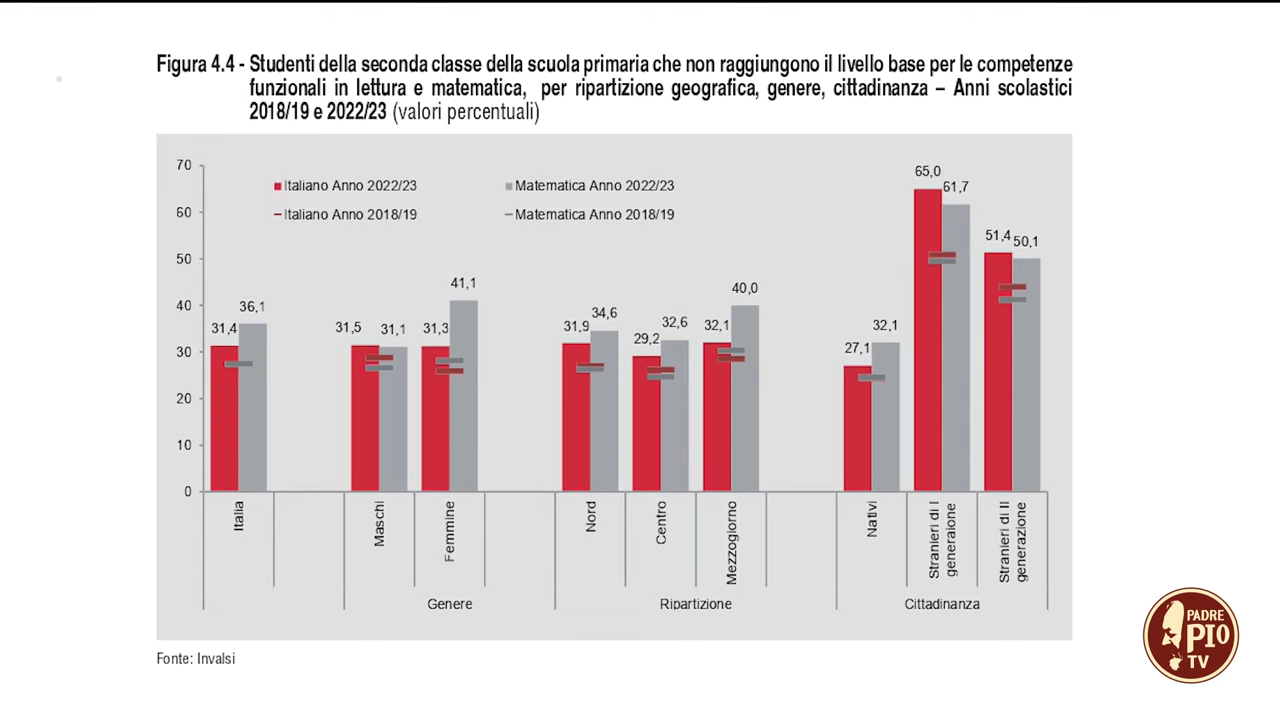 Figura 4.4 - Studenti della seconda classe della scuola primaria che non raggiungono il livello base per le competenze
funzionali in lettura e matematica, per ripartizione geografica, genere, cittadinanza – Anni scolastici
2018/19 e 2022/23 (valori percentuali)
70
60
50
40
30
20
10
0
Italiano Anno 2022/23
Matematica Anno 2022/23
Italiano Anno 2018/19
Matematica Anno 2018/19
31,4
36,1
31,5
31,1
31,3
41,1
31,9
34,6
29,2
32,6
32,1
40,0
27,1
32,1
65,0
61,7
51,4
50,1
Italia
Maschi
Femmine
Nord
Centro
Mezzogiorno
Nativi
Stranieri di I
generaione
Stranieri di II
generazione
Genere
Ripartizione
Cittadinanza
Fonte: Invalsi
PADRE
PIO
TV